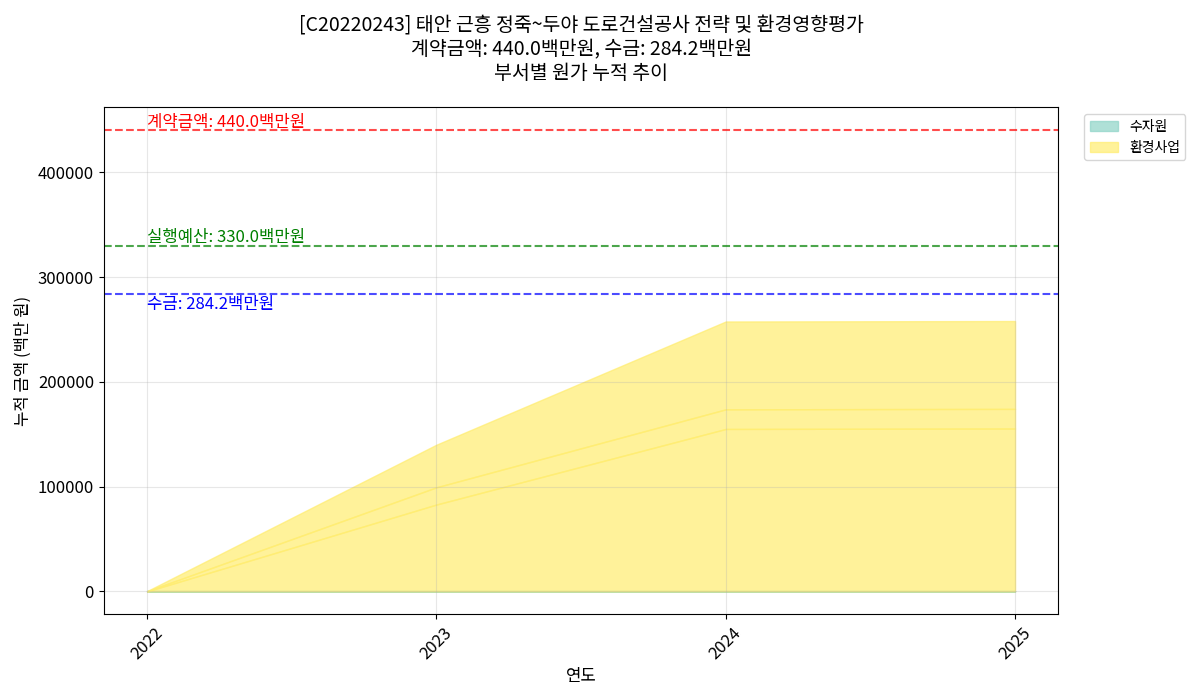 [C20220243] 태안 근흥 정죽~두야 도로건설공사 전략 및 환경영향평가
계약금액: 440.0백만원, 수금: 284.2백만원
부서별 원가 누적 추이
계약금액: 440.0백만원
실행예산: 330.0백만원
수금: 284.2백만원
수자원
환경사업
누적 금액 (백만 원)
400000
300000
200000
100000
0
2022
2023
2024
2025
연도